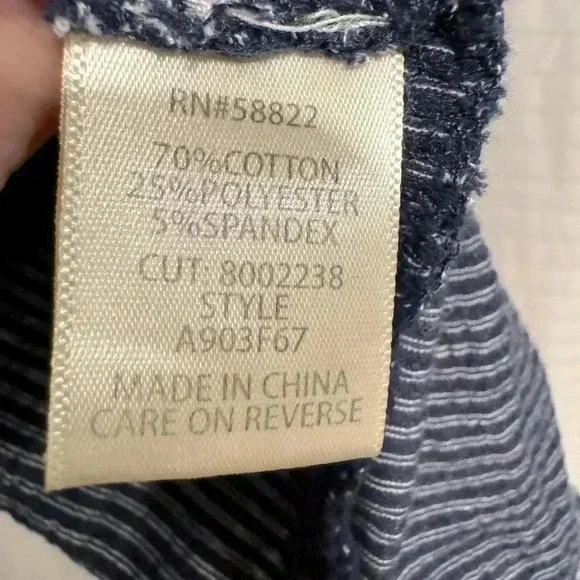 RN#58822
70%COTTON
25%POLYESTER
5%SPANDEX
CUT: 8002238
STYLE
A903F67
MADE IN CHINA
CARE ON REVERSE